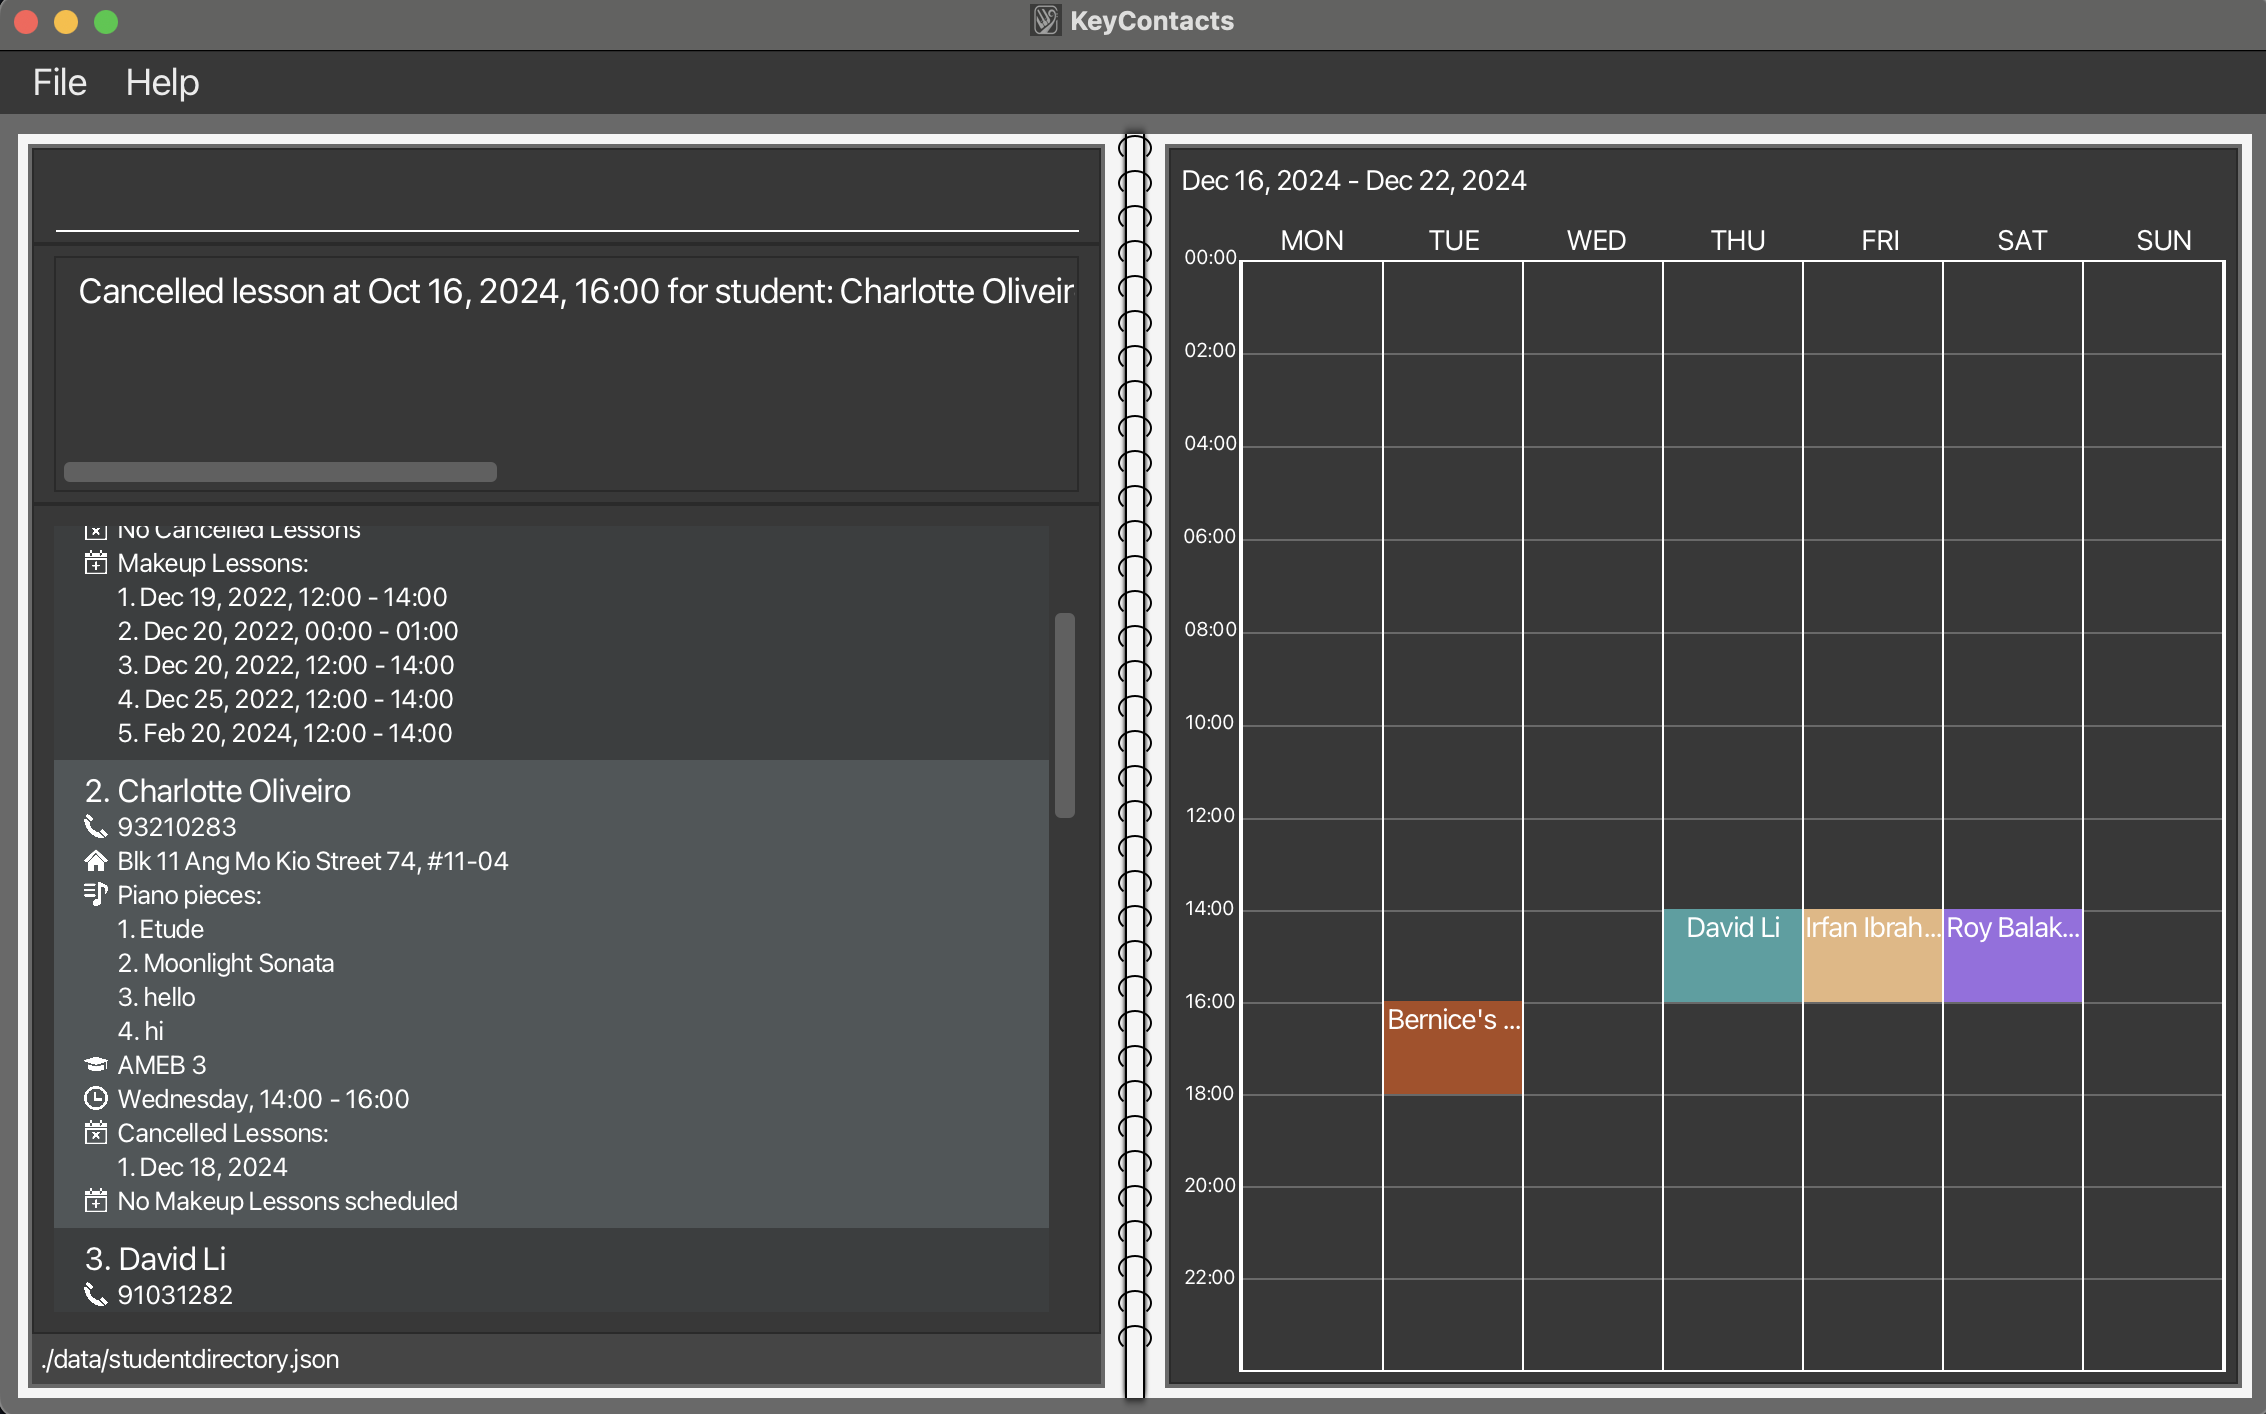 KeyContacts
File Help
Cancelled lesson at Oct 16, 2024, 16:00 for student: Charlotte Oliveir
No Cancelled Lessons
Makeup Lessons:
1. Dec 19, 2022, 12:00 - 14:00
2. Dec 20, 2022, 00:00 - 01:00
3. Dec 20, 2022, 12:00 - 14:00
4. Dec 25, 2022, 12:00 - 14:00
5. Feb 20, 2024, 12:00 - 14:00
2. Charlotte Oliveiro
93210283
Blk 11 Ang Mo Kio Street 74, #11-04
Piano pieces:
1. Etude
2. Moonlight Sonata
3. hello
4. hi
AMEB 3
Wednesday, 14:00 - 16:00
Cancelled Lessons:
1. Dec 18, 2024
No Makeup Lessons scheduled
3. David Li
91031282
./data/studentdirectory.json
Dec 16, 2024 - Dec 22, 2024
MON TUE WED THU FRI SAT SUN
00:00
02:00
04:00
06:00
08:00
10:00
12:00
14:00
David Li Irfan Ibrah... Roy Balak...
16:00
Bernice's ...
18:00
20:00
22:00